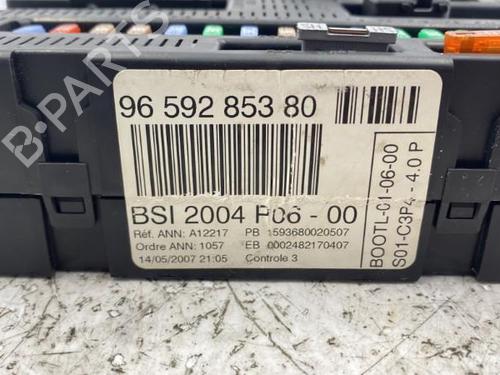 96 592 853 80
BSI 2004 F06 - 00
Réf. ANN: A12217 PB 1593680020507
Ordre ANN: 1057 EB 0002482170407
14/05/2007 21:05 Controle 3
BOOTL-01-06-00
S01-C3P4 - 4.0 P
B-PARTS